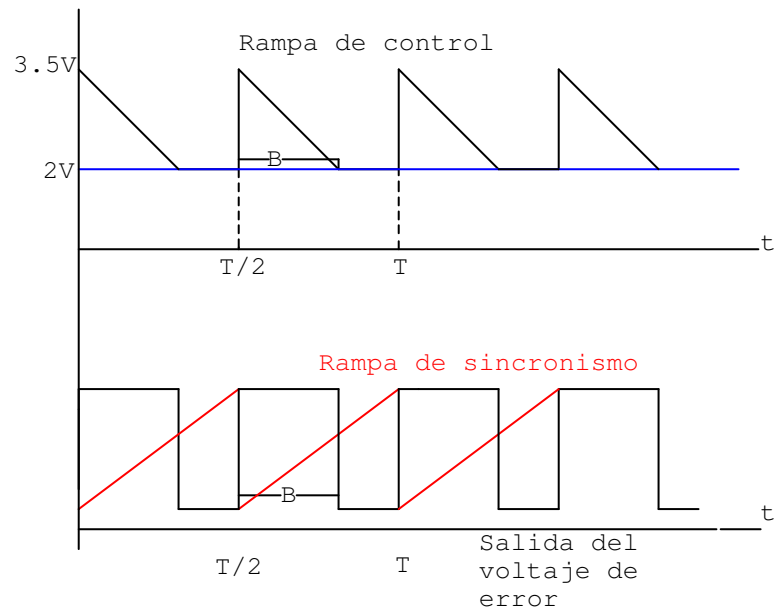 Rampa de control
3.5V
B
2V
t
T/2
T
Rampa de sincronismo
B
t
T/2
T
Salida del
voltaje de
error